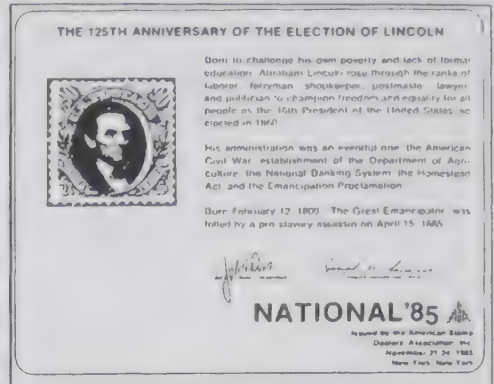 THE 125TH ANNIVERSARY OF THE ELECTION OF LINCOLN
Born to challenge his own poverty and lack of formal
education, Abraham Lincoln rose through the ranks of
laborer, ferryman, shopkeeper, postmaster, lawyer
and politician to champion freedom and equality for all
people as the 16th President of the United States,
elected in 1860.
His administration was an eventful one: the American
Civil War, establishment of the Department of Agri-
culture, the National Banking System, the Homestead
Act, and the Emancipation Proclamation.
Born February 12, 1809. The Great Emancipator was
felled by a pro slavery assassin on April 15, 1865.
NATIONAL'85
Issued by the American Stamp
Dealers Association, Inc.
November 21-24, 1985
New York, New York